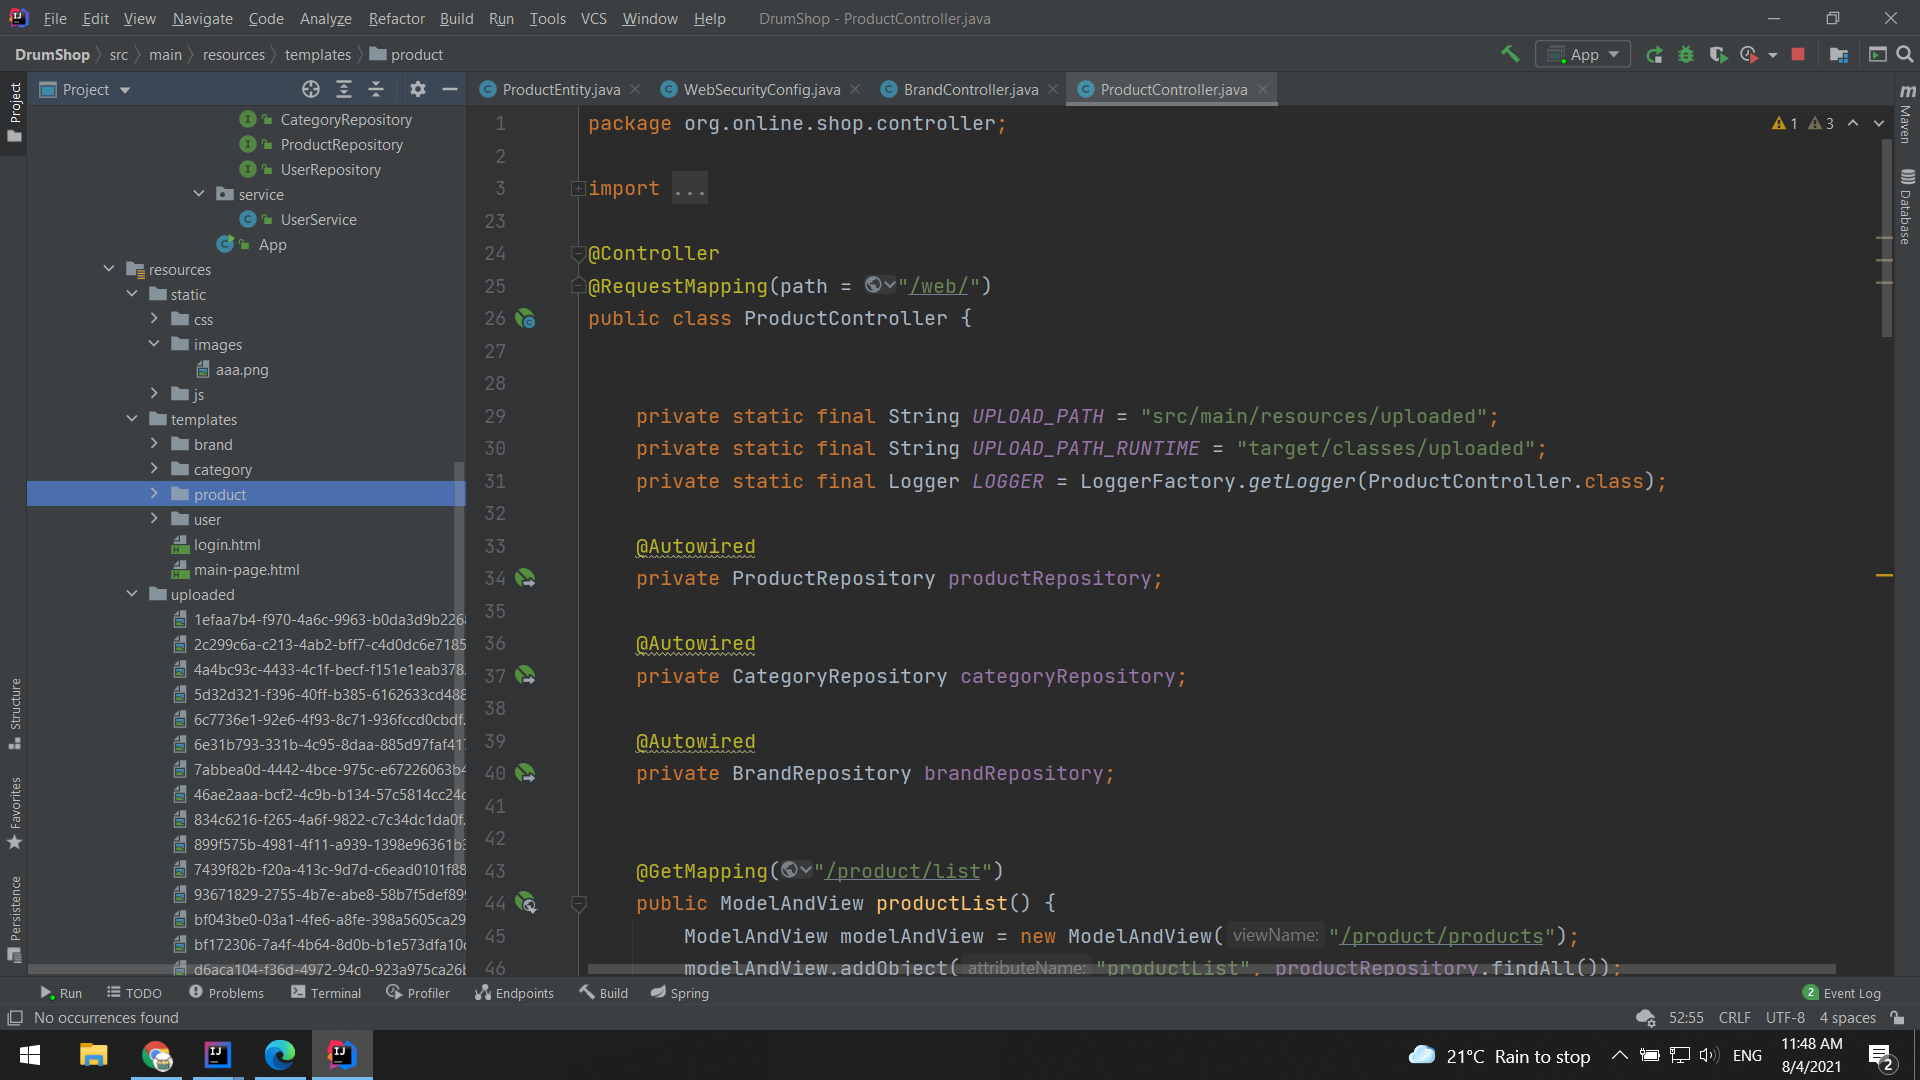 File Edit View Navigate Code Analyze Refactor Build Run Tools VCS Window Help DrumShop - ProductController.java
DrumShop src main resources templates product App
Project
ProductEntity.java WebSecurityConfig.java BrandController.java ProductController.java
Project
Structure
Favorites
Persistence
CategoryRepository
ProductRepository
UserRepository
service
UserService
App
resources
static
css
images
aaa.png
js
templates
brand
category
product
user
login.html
main-page.html
uploaded
1efaa7b4-f970-4a6c-9963-b0da3d9b226
2c299c6a-c213-4ab2-bff7-c4d0dc6e7185
4a4bc93c-4433-4c1f-becf-f151e1eab378.
5d32d321-f396-40ff-b385-6162633cd488
6c7736e1-92e6-4f93-8c71-936fccd0cbdf.
6e31b793-331b-4c95-8daa-885d97faf417
7abbea0d-4442-4bce-975c-e67226063b4
46ae2aaa-bcf2-4c9b-b134-57c5814cc24c
834c6216-f265-4a6f-9822-c7c34dc1da0f.
899f575b-4981-4f11-a939-1398e96361b3
7439f82b-f20a-413c-9d7d-c6ead0101f88
93671829-2755-4b7e-abe8-58b7f5def899
bf043be0-03a1-4fe6-a8fe-398a5605ca29
bf172306-7a4f-4b64-8d0b-b1e573dfa10c
d6aca104-f36d-4972-94c0-923a975ca26b
1 package org.online.shop.controller;
2
3 import ...
23
24 @Controller
25 @RequestMapping(path = "/web/")
26 public class ProductController {
27
28
29 private static final String UPLOAD_PATH = "src/main/resources/uploaded";
30 private static final String UPLOAD_PATH_RUNTIME = "target/classes/uploaded";
31 private static final Logger LOGGER = LoggerFactory.getLogger(ProductController.class);
32
33 @Autowired
34 private ProductRepository productRepository;
35
36 @Autowired
37 private CategoryRepository categoryRepository;
38
39 @Autowired
40 private BrandRepository brandRepository;
41
42
43 @GetMapping("/product/list")
44 public ModelAndView productList() {
45 ModelAndView modelAndView = new ModelAndView( viewName: "/product/products");
46 modelAndView.addObject( attributeName: "productList", productRepository.findAll());
1 3
m
Maven
Database
Run TODO Problems Terminal Profiler Endpoints Build Spring 2 Event Log
No occurrences found 52:55 CRLF UTF-8 4 spaces
21°C Rain to stop ENG 11:48 AM
8/4/2021
2